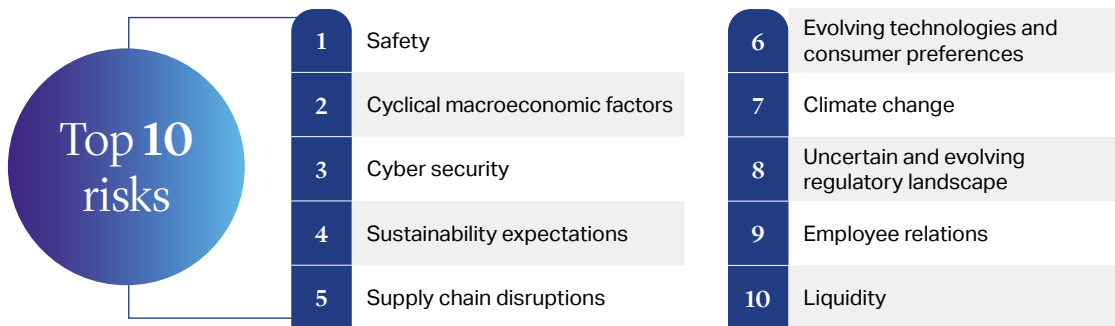 Top 10
risks
1 Safety
2 Cyclical macroeconomic factors
3 Cyber security
4 Sustainability expectations
5 Supply chain disruptions
6 Evolving technologies and
consumer preferences
7 Climate change
8 Uncertain and evolving
regulatory landscape
9 Employee relations
10 Liquidity